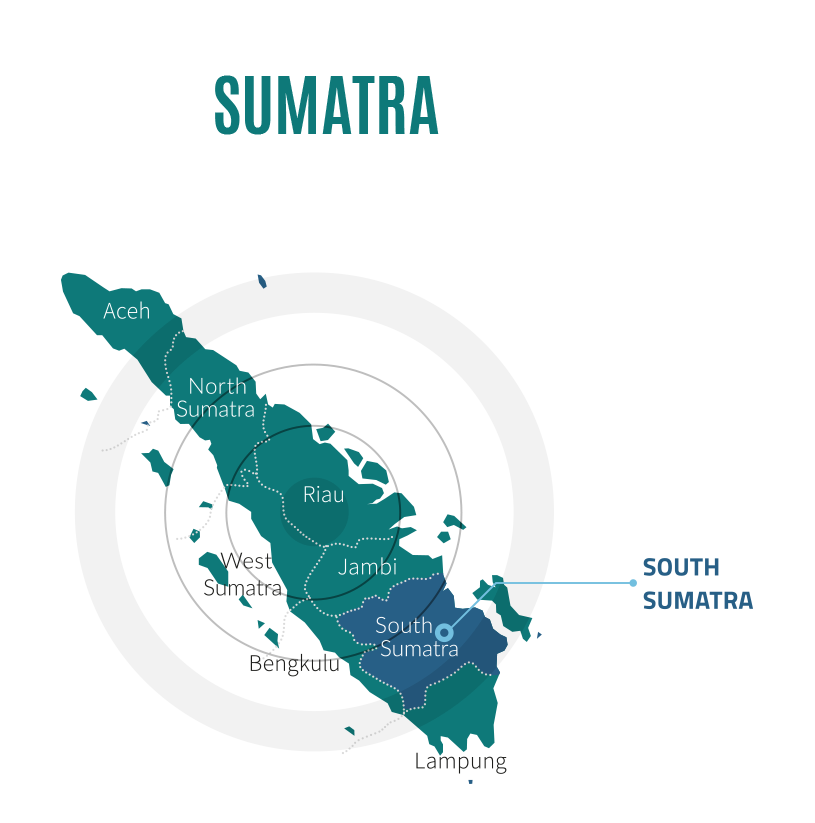 SUMATRA
Aceh
North
Sumatra
Riau
West
Sumatra
Jambi
SOUTH
SUMATRA
South
Sumatra
Bengkulu
Lampung